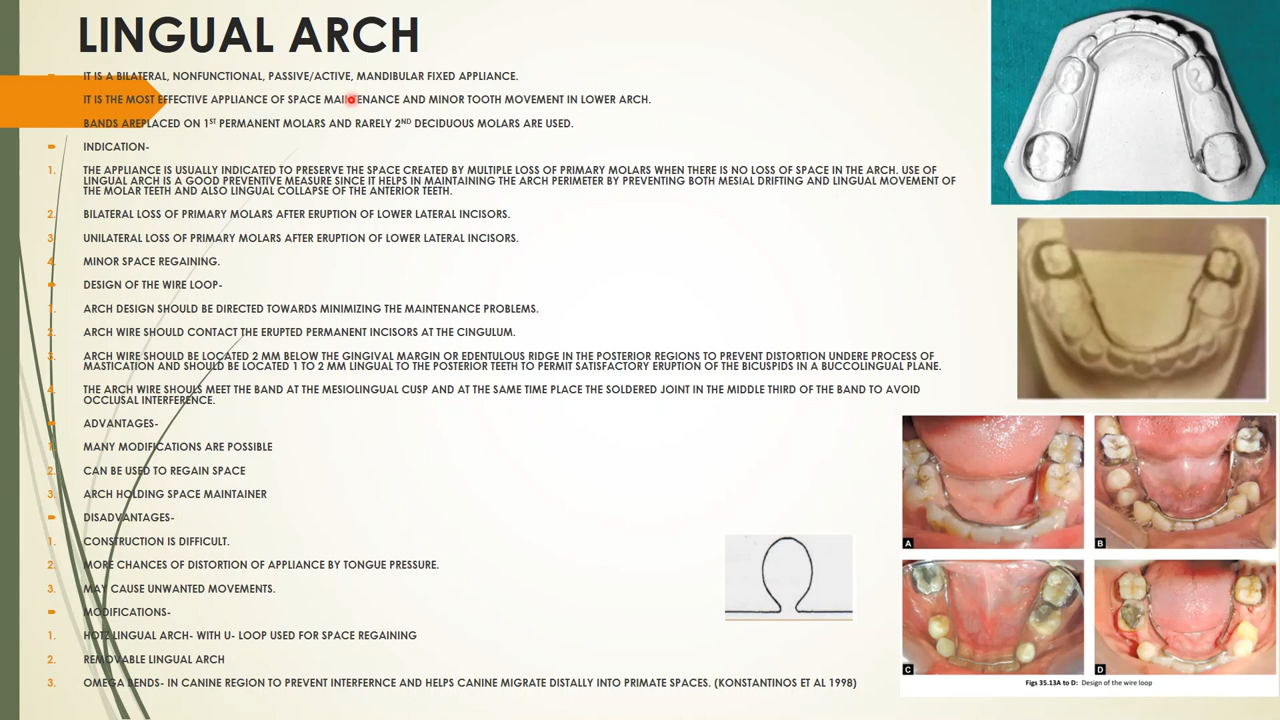 LINGUAL ARCH
IT IS A BILATERAL, NONFUNCTIONAL, PASSIVE/ACTIVE, MANDIBULAR FIXED APPLIANCE.
IT IS THE MOST EFFECTIVE APPLIANCE OF SPACE MAINTENANCE AND MINOR TOOTH MOVEMENT IN LOWER ARCH.
BANDS AREPLACED ON 1ST PERMANENT MOLARS AND RARELY 2ND DECIDUOUS MOLARS ARE USED.
INDICATION-
1. THE APPLIANCE IS USUALLY INDICATED TO PRESERVE THE SPACE CREATED BY MULTIPLE LOSS OF PRIMARY MOLARS WHEN THERE IS NO LOSS OF SPACE IN THE ARCH. USE OF
LINGUAL ARCH IS A GOOD PREVENTIVE MEASURE SINCE IT HELPS IN MAINTAINING THE ARCH PERIMETER BY PREVENTING BOTH MESIAL DRIFTING AND LINGUAL MOVEMENT OF
THE MOLAR TEETH AND ALSO LINGUAL COLLAPSE OF THE ANTERIOR TEETH.
2. BILATERAL LOSS OF PRIMARY MOLARS AFTER ERUPTION OF LOWER LATERAL INCISORS.
3. UNILATERAL LOSS OF PRIMARY MOLARS AFTER ERUPTION OF LOWER LATERAL INCISORS.
4. MINOR SPACE REGAINING.
DESIGN OF THE WIRE LOOP-
1. ARCH DESIGN SHOULD BE DIRECTED TOWARDS MINIMIZING THE MAINTENANCE PROBLEMS.
2. ARCH WIRE SHOULD CONTACT THE ERUPTED PERMANENT INCISORS AT THE CINGULUM.
3. ARCH WIRE SHOULD BE LOCATED 2 MM BELOW THE GINGIVAL MARGIN OR EDENTULOUS RIDGE IN THE POSTERIOR REGIONS TO PREVENT DISTORTION UNDERE PROCESS OF
MASTICATION AND SHOULD BE LOCATED 1 TO 2 MM LINGUAL TO THE POSTERIOR TEETH TO PERMIT SATISFACTORY ERUPTION OF THE BICUSPIDS IN A BUCCOLINGUAL PLANE.
4. THE ARCH WIRE SHOULS MEET THE BAND AT THE MESIOLINGUAL CUSP AND AT THE SAME TIME PLACE THE SOLDERED JOINT IN THE MIDDLE THIRD OF THE BAND TO AVOID
OCCLUSAL INTERFERENCE.
ADVANTAGES-
1. MANY MODIFICATIONS ARE POSSIBLE
2. CAN BE USED TO REGAIN SPACE
3. ARCH HOLDING SPACE MAINTAINER
DISADVANTAGES-
1. CONSTRUCTION IS DIFFICULT.
2. MORE CHANCES OF DISTORTION OF APPLIANCE BY TONGUE PRESSURE.
3. MAY CAUSE UNWANTED MOVEMENTS.
MODIFICATIONS-
1. HOTZ LINGUAL ARCH- WITH U- LOOP USED FOR SPACE REGAINING
2. REMOVABLE LINGUAL ARCH
3. OMEGA BENDS- IN CANINE REGION TO PREVENT INTERFERNCE AND HELPS CANINE MIGRATE DISTALLY INTO PRIMATE SPACES. (KONSTANTINOS ET AL 1998)
A
B
C
D
Figs 35.13A to D: Design of the wire loop